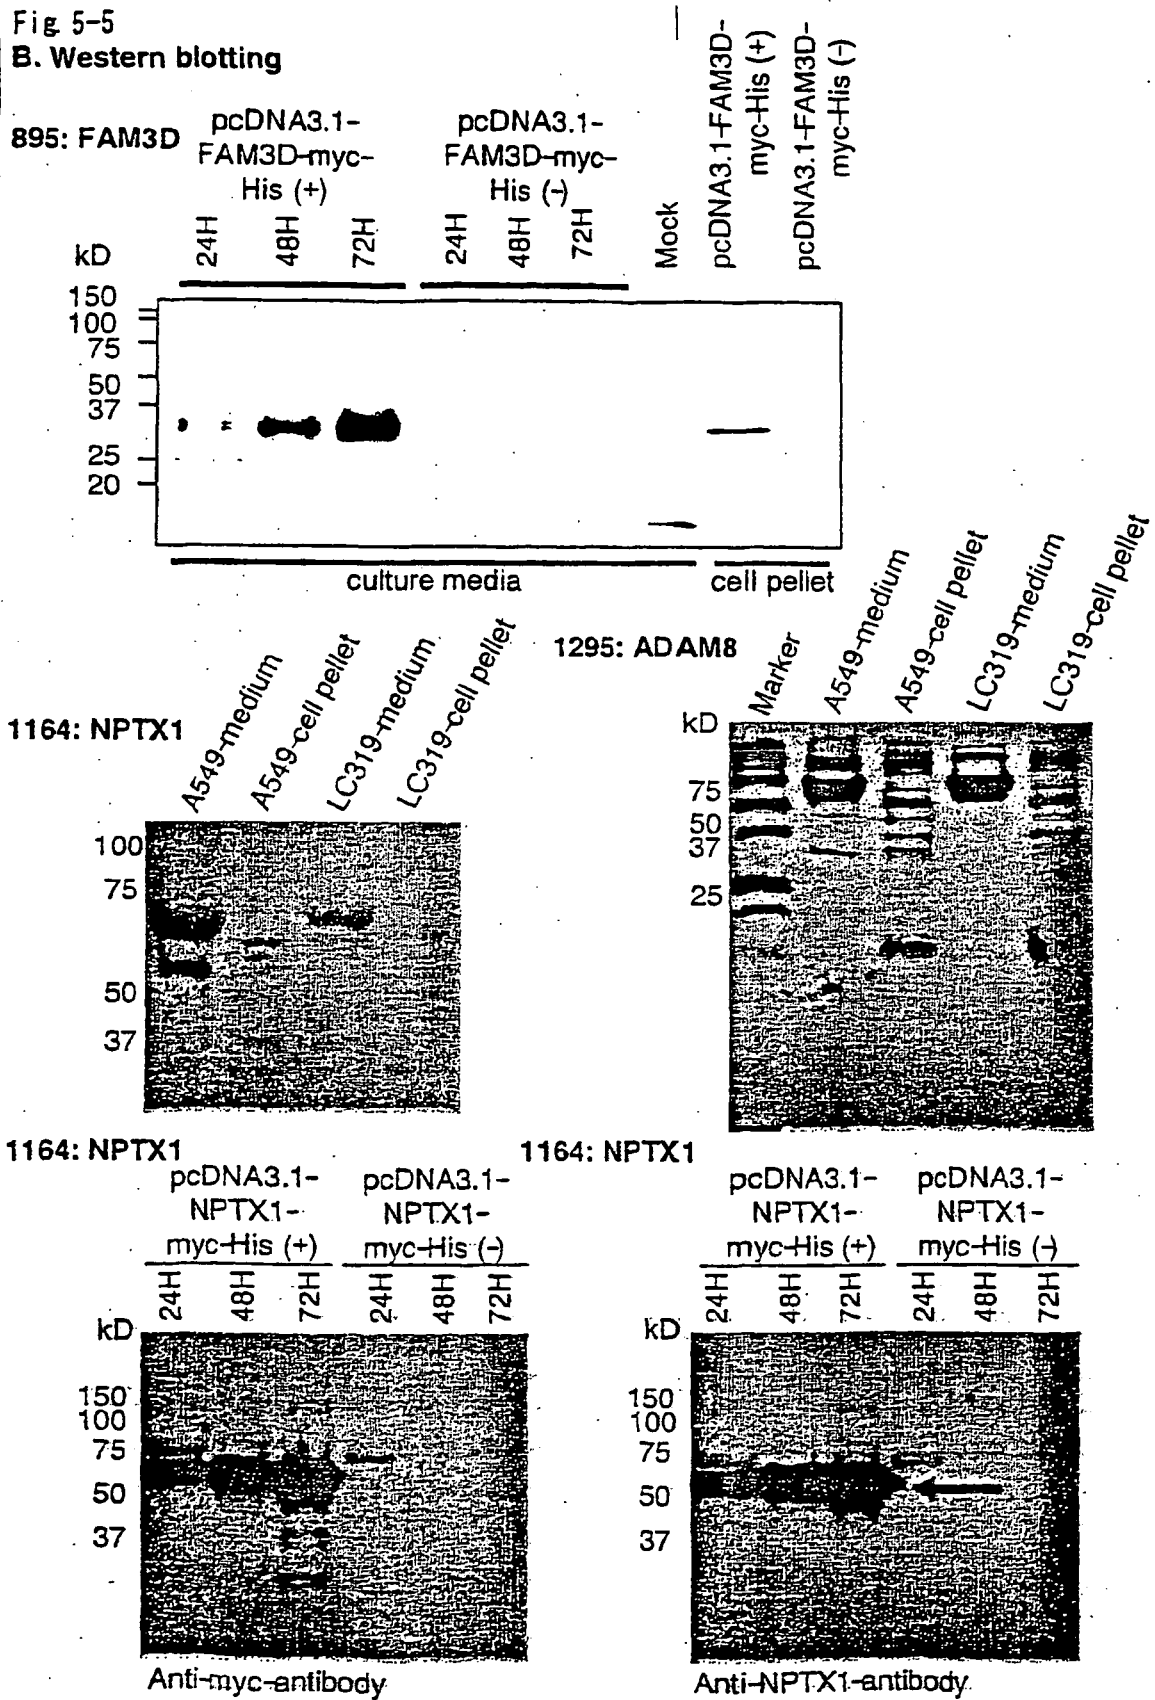 Fig 5-5
B. Western blotting
895: FAM3D
pcDNA3.1-
FAM3D-myc-
His (+)
pcDNA3.1-
FAM3D-myc-
His (-)
24H
48H
72H
24H
48H
72H
Mock
pcDNA3.1-FAM3D-
myc-His (+)
pcDNA3.1-FAM3D-
myc-His (-)
kD
150
100
75
50
37
25
20
culture media
cell pellet
1164: NPTX1
A549-medium
A549-cell pellet
LC319-medium
LC319-cell pellet
100
75
50
37
1295: ADAM8
Marker
A549-medium
A549-cell pellet
LC319-medium
LC319-cell pellet
kD
75
50
37
25
1164: NPTX1
pcDNA3.1-
NPTX1-
myc-His (+)
pcDNA3.1-
NPTX1-
myc-His (-)
24H
48H
72H
24H
48H
72H
kD
150
100
75
50
37
Anti-myc-antibody
1164: NPTX1
pcDNA3.1-
NPTX1-
myc-His (+)
pcDNA3.1-
NPTX1-
myc-His (-)
24H
48H
72H
24H
48H
72H
kD
150
100
75
50
37
Anti-NPTX1-antibody